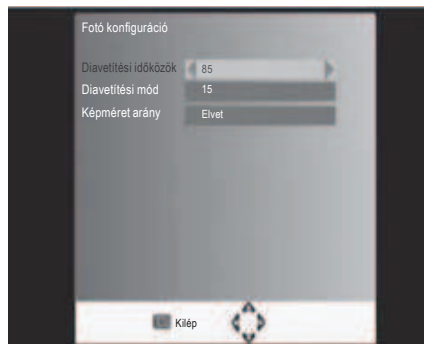 Fotó konfiguráció
Diavetítési időközök 85
Diavetítési mód 15
Képméret arány Elvet
Kilép